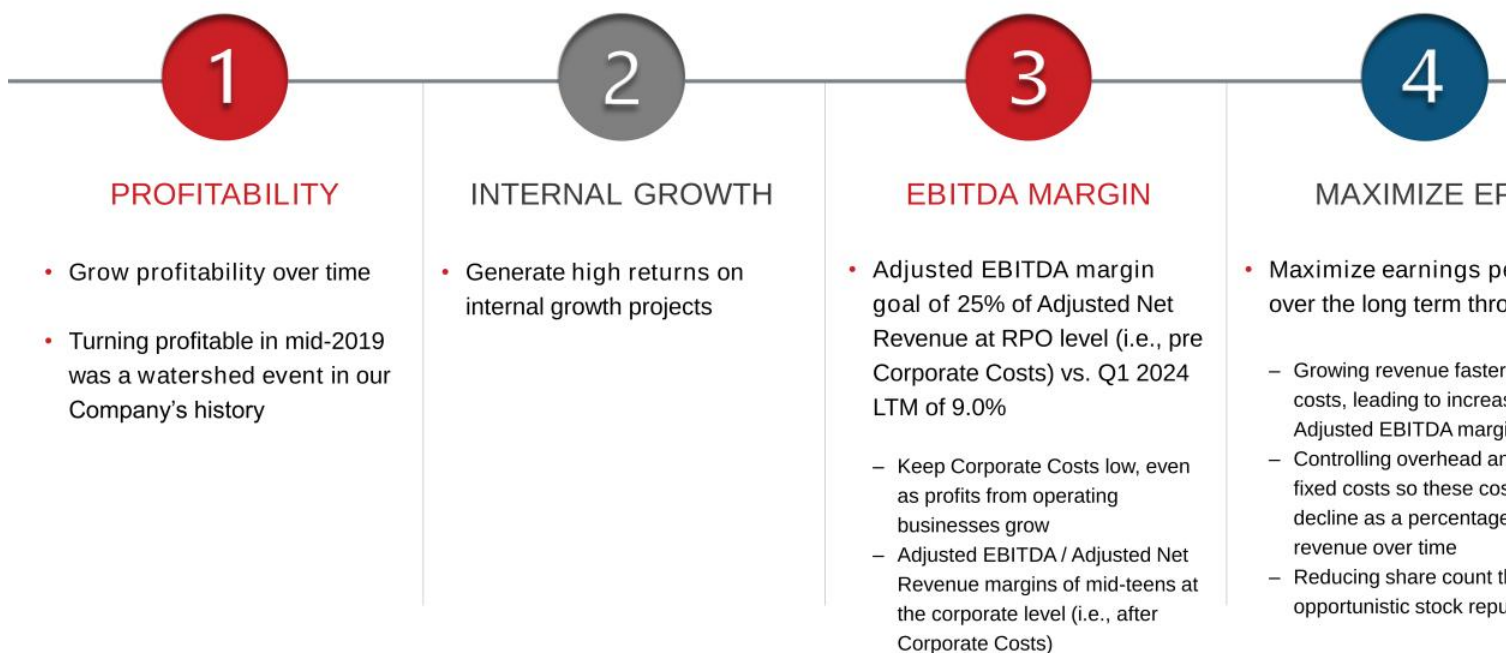 1
2
3
4
PROFITABILITY
INTERNAL GROWTH
EBITDA MARGIN
MAXIMIZE
• Grow profitability over time
• Turning profitable in mid-2019
was a watershed event in our
Company’s history
• Generate high returns on
internal growth projects
• Adjusted EBITDA margin
goal of 25% of Adjusted Net
Revenue at RPO level (i.e., pre
Corporate Costs) vs. Q1 2024
LTM of 9.0%
– Keep Corporate Costs low, even
as profits from operating
businesses grow
– Adjusted EBITDA / Adjusted Net
Revenue margins of mid-teens at
the corporate level (i.e., after
Corporate Costs)
• Maximize earnings
over the long term
– Growing revenue faster
costs, leading to
Adjusted EBITDA
– Controlling overhead
fixed costs so these
decline as a percentage
revenue over time
– Reducing share count
opportunistic stock